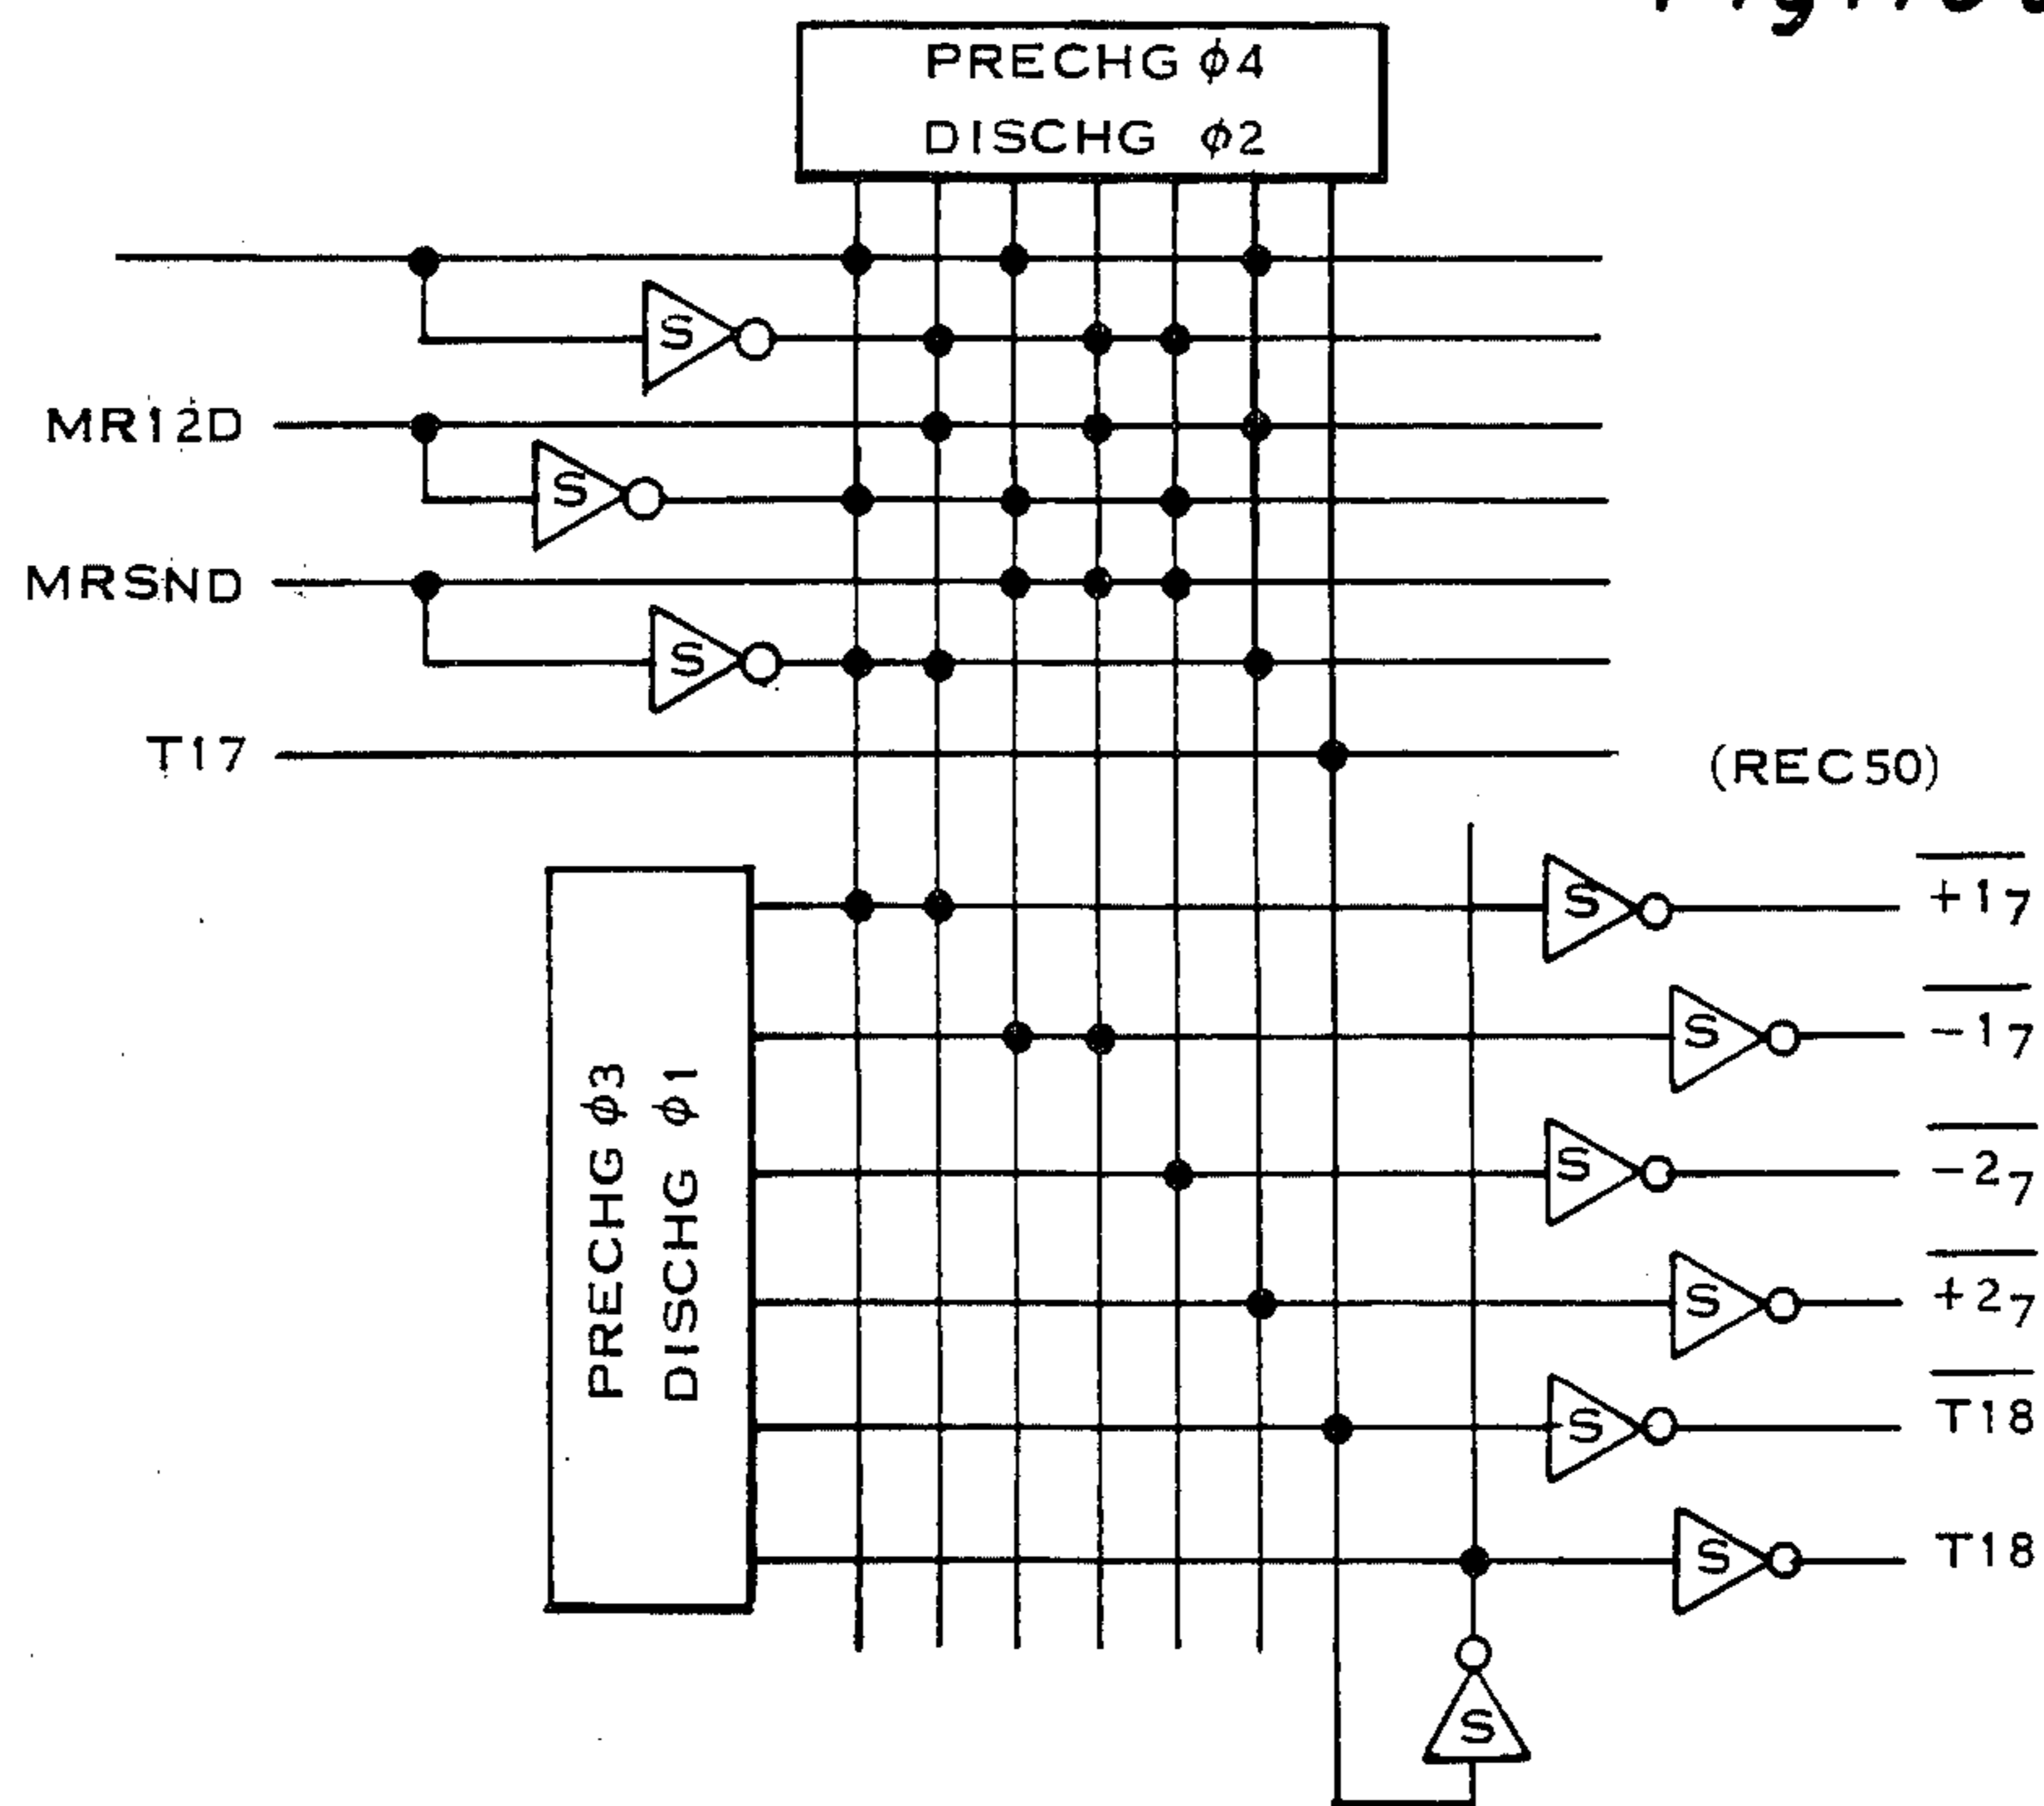 PRECHG ϕ4
DISCHG ϕ2
S
MR12D
S
MRSND
S
T17
(REC50)
PRECHG ϕ3
DISCHG ϕ1
S
+1₇
S
-1₇
S
-2₇
S
+2₇
S
T18
S
T18
S